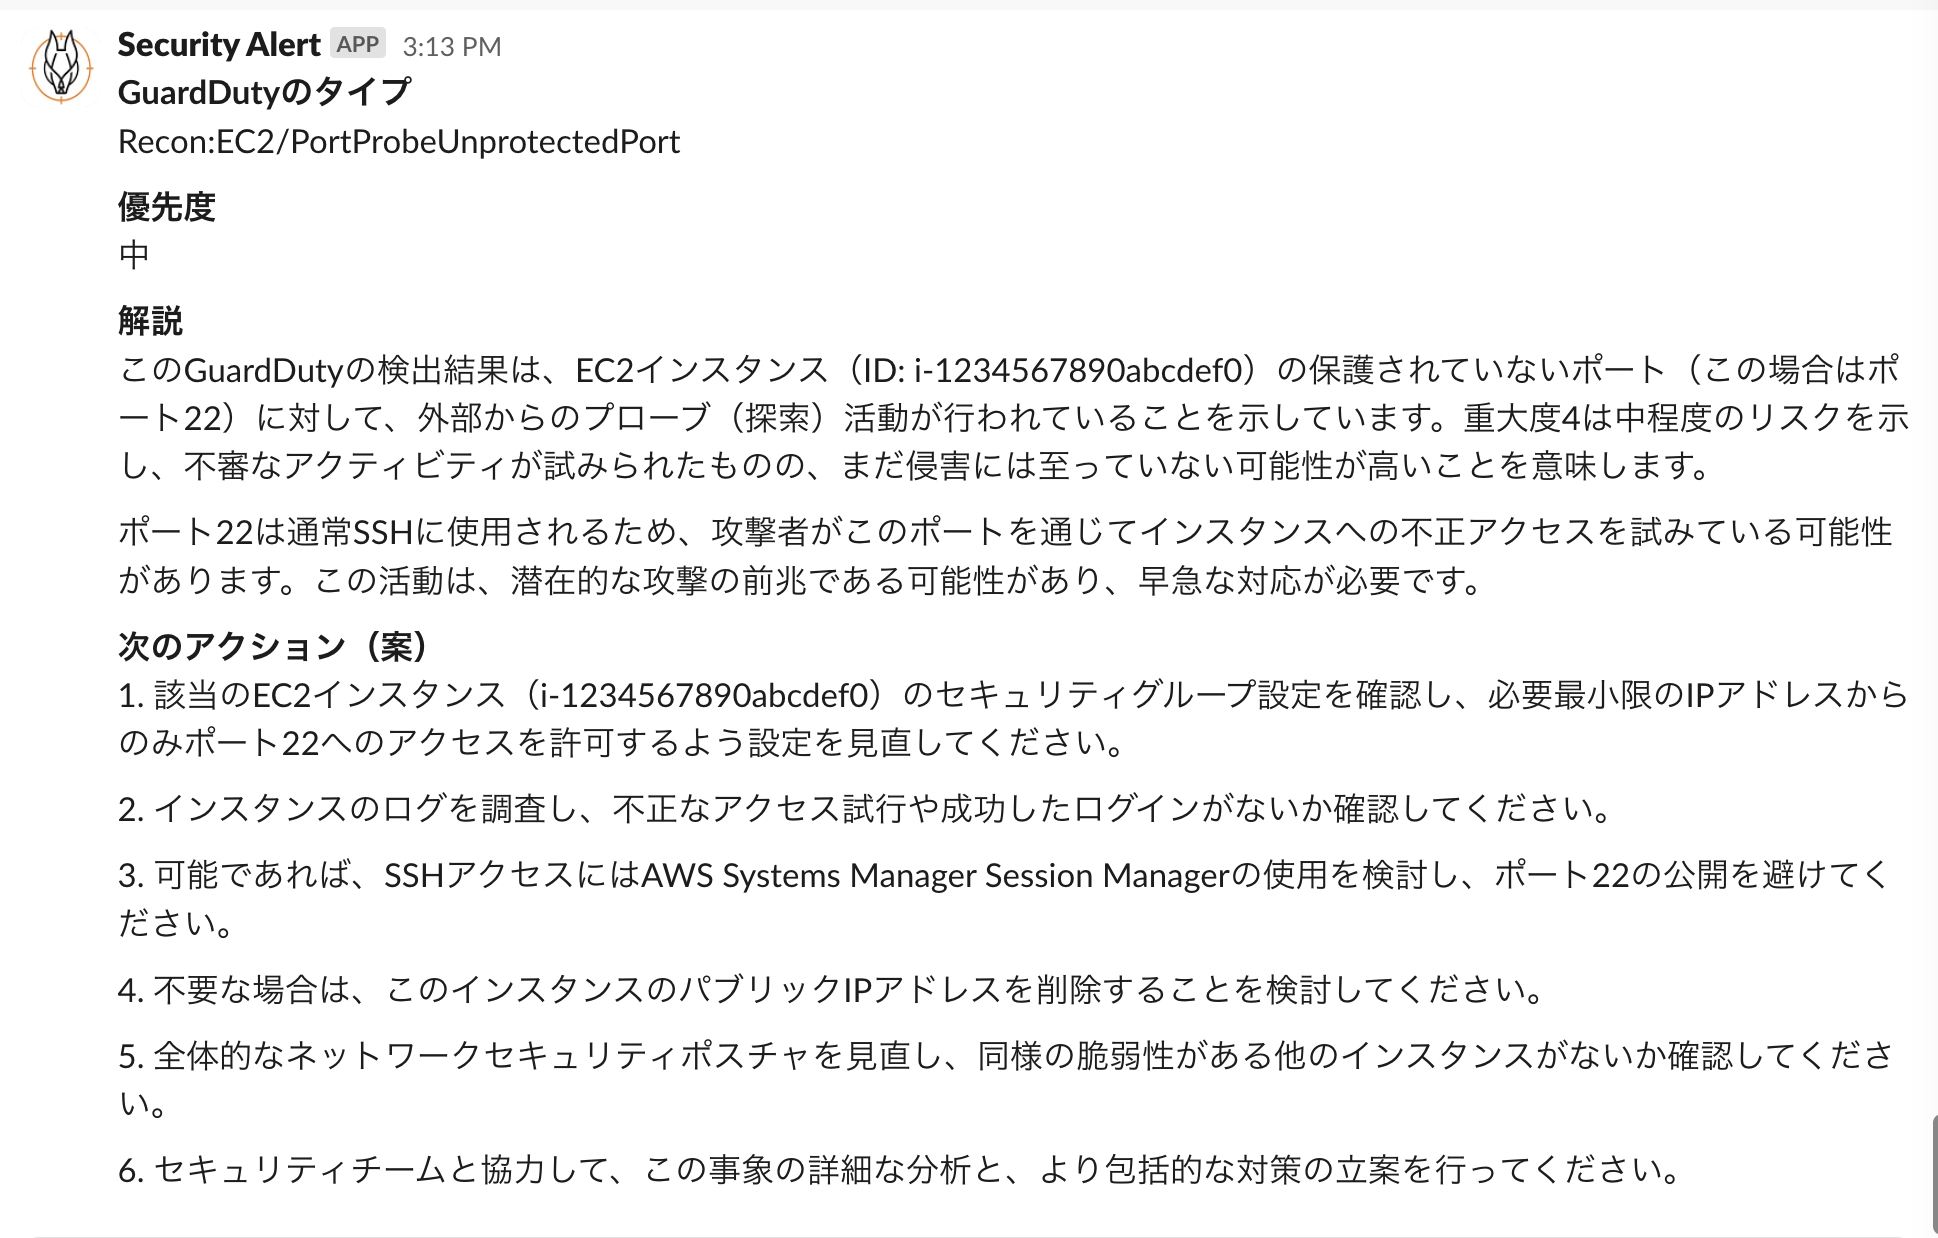 Security Alert APP 3:13 PM
GuardDutyのタイプ
Recon:EC2/PortProbeUnprotectedPort
優先度
中
解説
このGuardDutyの検出結果は、EC2インスタンス（ID: i-1234567890abcdef0）の保護されていないポート（この場合はポ
ート22）に対して、外部からのプローブ（探索）活動が行われていることを示しています。重大度4は中程度のリスクを示
し、不審なアクティビティが試みられたものの、まだ侵害には至っていない可能性が高いことを意味します。
ポート22は通常SSHに使用されるため、攻撃者がこのポートを通じてインスタンスへの不正アクセスを試みている可能性
があります。この活動は、潜在的な攻撃の前兆である可能性があり、早急な対応が必要です。
次のアクション（案）
1. 該当のEC2インスタンス（i-1234567890abcdef0）のセキュリティグループ設定を確認し、必要最小限のIPアドレスから
のみポート22へのアクセスを許可するよう設定を見直してください。
2. インスタンスのログを調査し、不正なアクセス試行や成功したログインがないか確認してください。
3. 可能であれば、SSHアクセスにはAWS Systems Manager Session Managerの使用を検討し、ポート22の公開を避けてく
ださい。
4. 不要な場合は、このインスタンスのパブリックIPアドレスを削除することを検討してください。
5. 全体的なネットワークセキュリティポスチャを見直し、同様の脆弱性がある他のインスタンスがないか確認してくださ
い。
6. セキュリティチームと協力して、この事象の詳細な分析と、より包括的な対策の立案を行ってください。